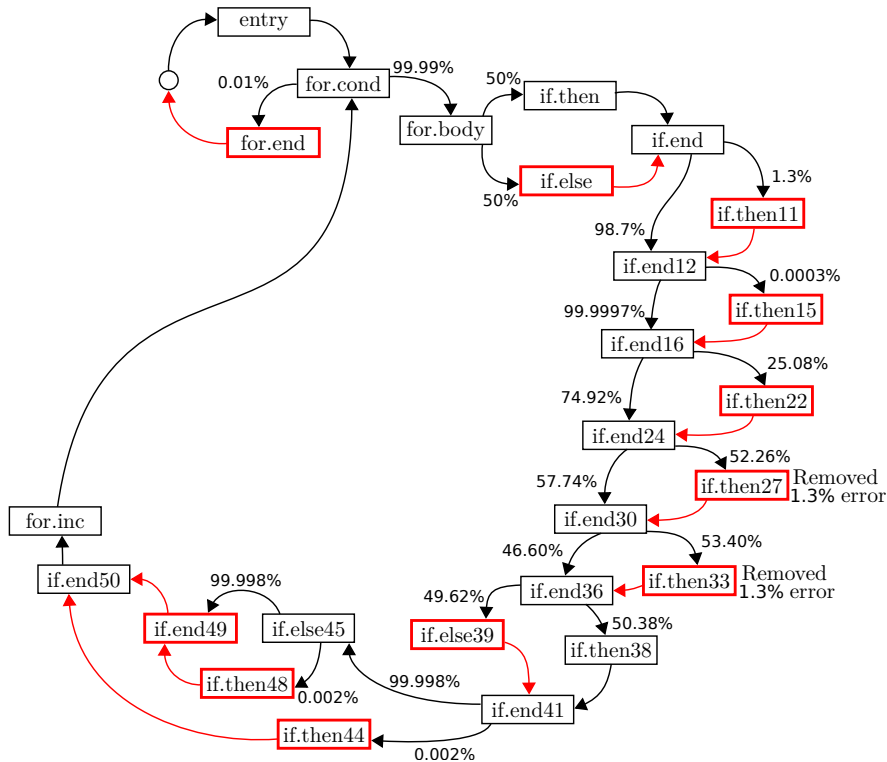 entry
99.99%
0.01%
for.cond
50%
if.then
for.body
if.end
for.end
50%
if.else
1.3%
if.then11
98.7%
if.end12
0.0003%
if.then15
99.9997%
if.end16
25.08%
74.92%
if.then22
if.end24
52.26%
57.74%
if.then27
Removed
1.3% error
for.inc
if.end30
53.40%
46.60%
if.end50
if.end36
if.then33
Removed
1.3% error
99.998%
49.62%
if.end49
if.else45
if.else39
50.38%
if.then38
if.then48
0.002%
99.998%
if.end41
if.then44
0.002%